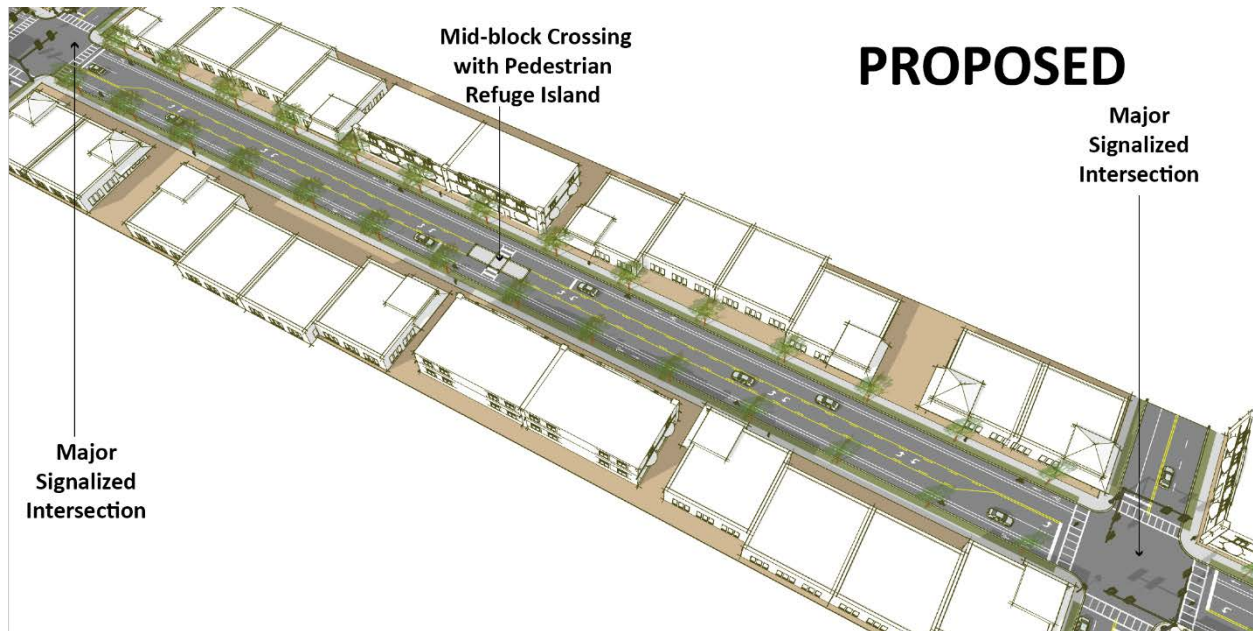 Mid-block Crossing
with Pedestrian
Refuge Island
PROPOSED
Major
Signalized
Intersection
Major
Signalized
Intersection